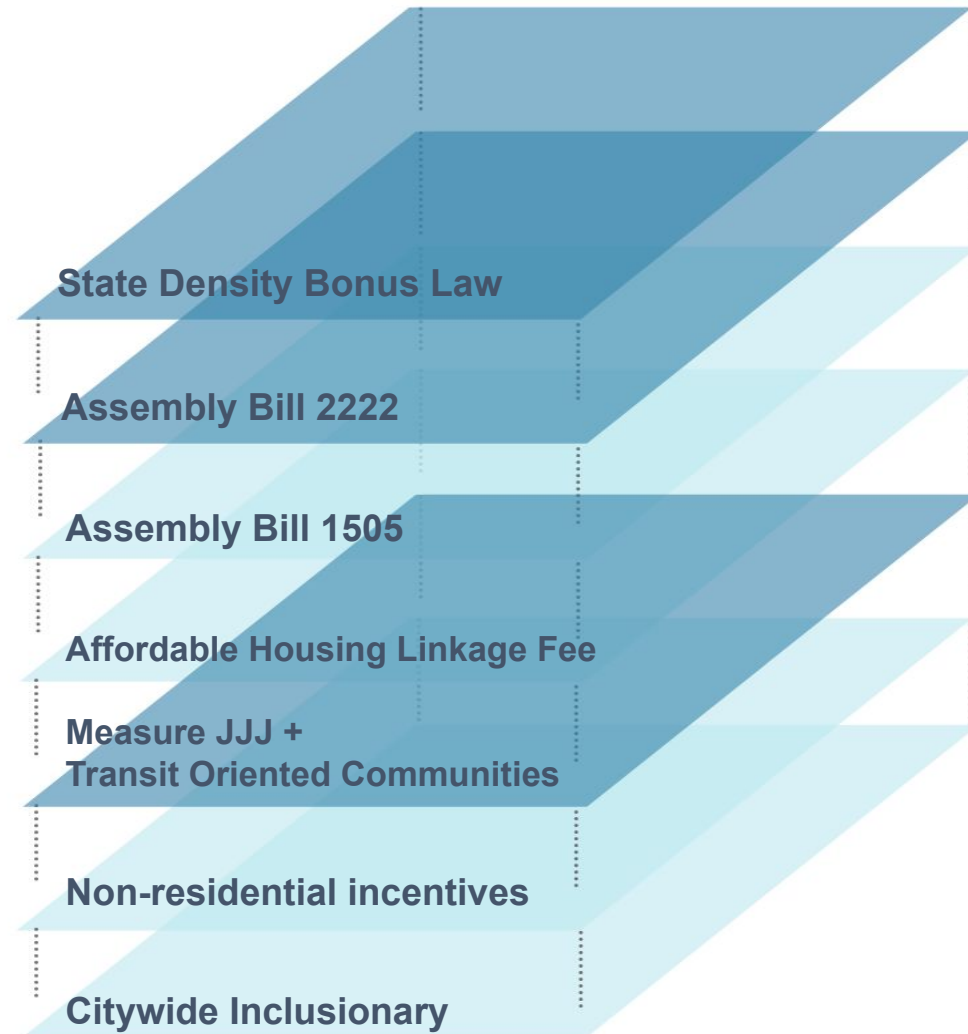 State Density Bonus Law
Assembly Bill 2222
Assembly Bill 1505
Affordable Housing Linkage Fee
Measure JJJ +
Transit Oriented Communities
Non-residential incentives
Citywide Inclusionary